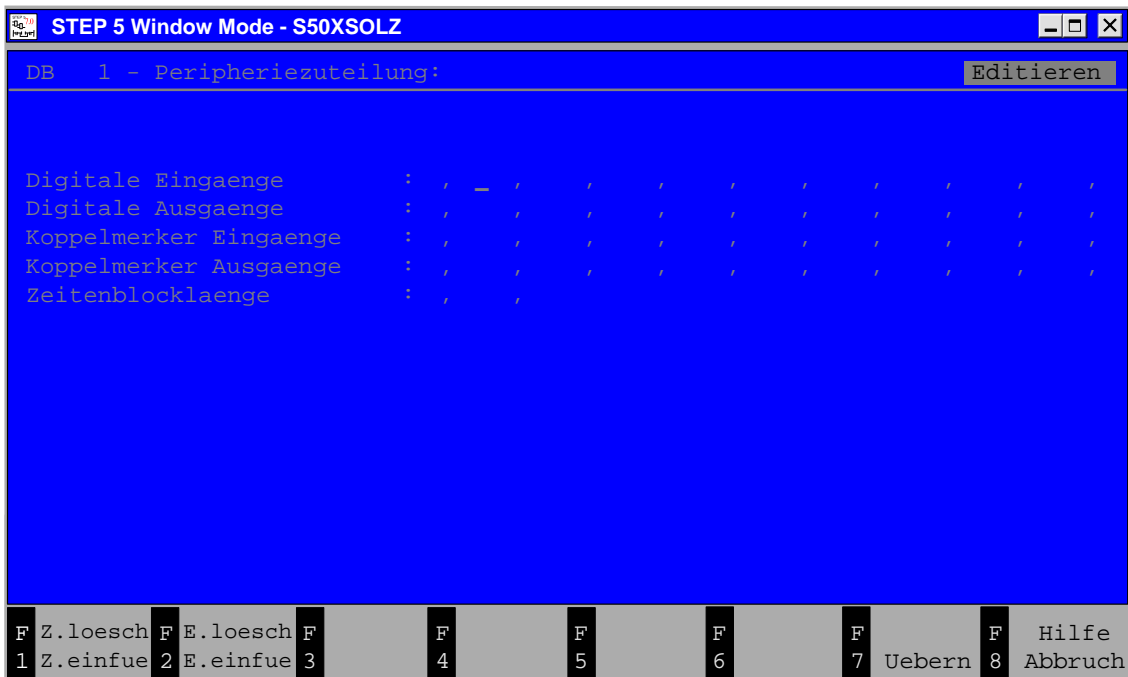 STEP 5 Window Mode - S50XSOLZ
DB 1 - Peripheriezuteilung: Editieren
Digitale Eingaenge : , _ , , , , , , , , ,
Digitale Ausgaenge : , , , , , , , , , ,
Koppelmerker Eingaenge : , , , , , , , , , ,
Koppelmerker Ausgaenge : , , , , , , , , , ,
Zeitenblocklaenge : , ,
F Z.loesch F E.loesch F F F F F F Hilfe
1 Z.einfue 2 E.einfue 3 4 5 6 7 Uebern 8 Abbruch